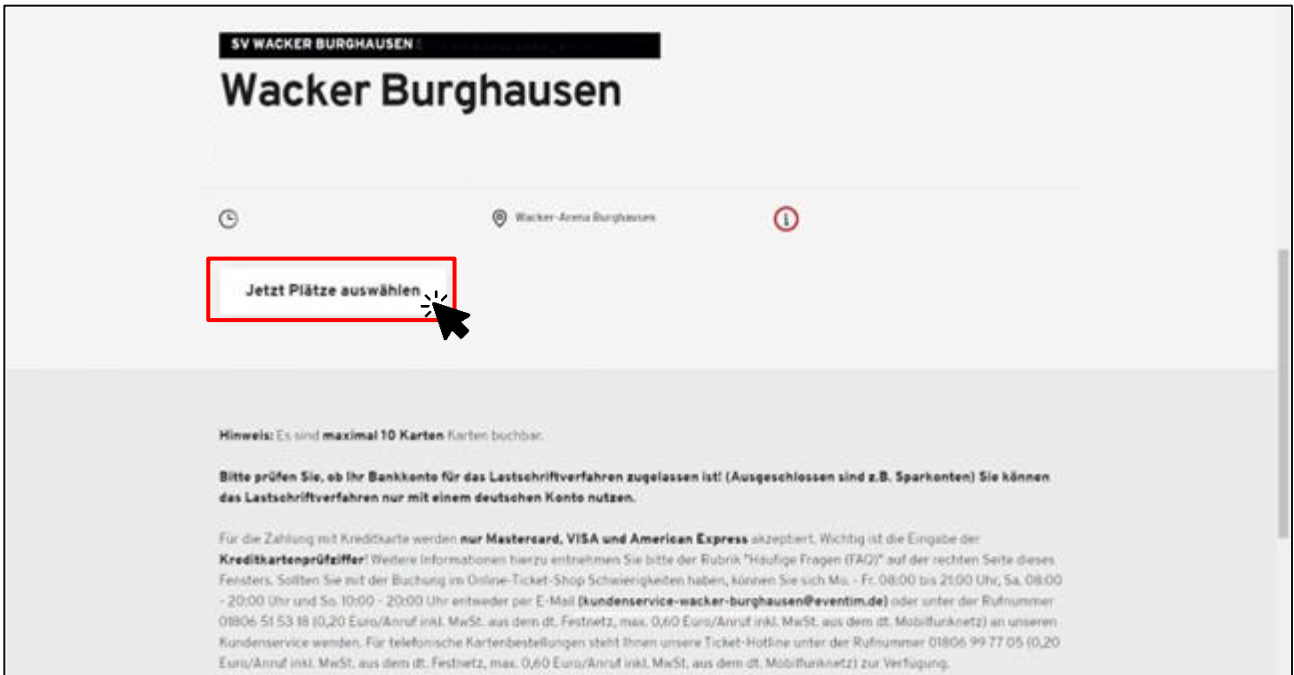 SV WACKER BURGHAUSEN
Wacker Burghausen
Wacker-Arena Burghausen
Jetzt Plätze auswählen
Hinweis: Es sind maximal 10 Karten Karten buchbar.
Bitte prüfen Sie, ob Ihr Bankkonto für das Lastschriftverfahren zugelassen ist! (Ausgeschlossen sind z.B. Sparkonten) Sie können
das Lastschriftverfahren nur mit einem deutschen Konto nutzen.
Für die Zahlung mit Kreditkarte werden nur Mastercard, VISA und American Express akzeptiert. Wichtig ist die Eingabe der
Kreditkartenprüfziffer! Weitere Informationen hierzu entnehmen Sie bitte der Rubrik "Häufige Fragen (FAQ)" auf der rechten Seite dieses
Fensters. Sollten Sie mit der Buchung im Online-Ticket-Shop Schwierigkeiten haben, können Sie sich Mo. - Fr. 08:00 bis 21:00 Uhr, Sa. 08:00
- 20:00 Uhr und So. 10:00 - 20:00 Uhr entweder per E-Mail (kundenservice-wacker-burghausen@eventim.de) oder unter der Rufnummer
01806 51 53 18 (0,20 Euro/Anruf inkl. MwSt. aus dem dt. Festnetz, max. 0,60 Euro/Anruf inkl. MwSt. aus dem dt. Mobilfunknetz) an unseren
Kundenservice wenden. Für telefonische Kartenbestellungen steht Ihnen unsere Ticket-Hotline unter der Rufnummer 01806 99 77 05 (0,20
Euro/Anruf inkl. MwSt. aus dem dt. Festnetz, max. 0,60 Euro/Anruf inkl. MwSt. aus dem dt. Mobilfunknetz) zur Verfügung.